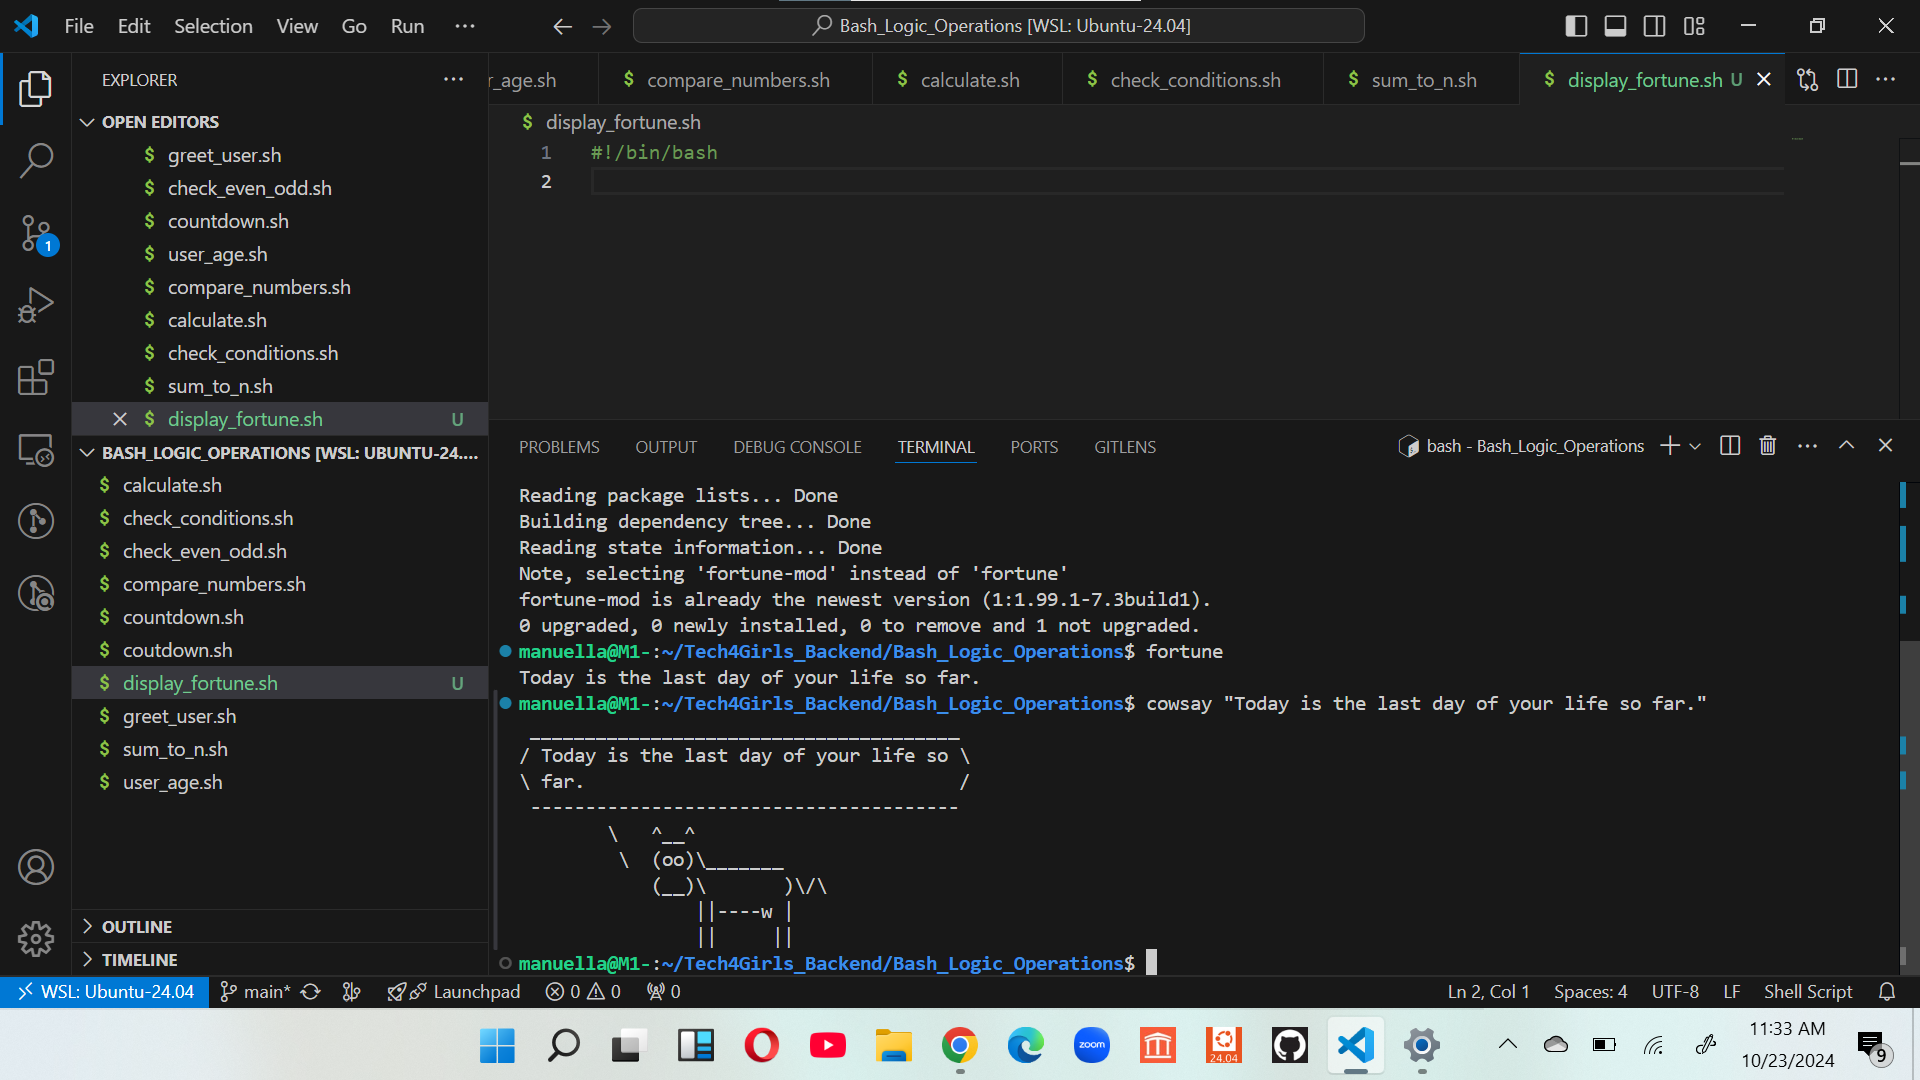 File Edit Selection View Go Run ··· Bash_Logic_Operations [WSL: Ubuntu-24.04]
EXPLORER ···
r_age.sh $ compare_numbers.sh $ calculate.sh $ check_conditions.sh $ sum_to_n.sh $ display_fortune.sh U
OPEN EDITORS
$ greet_user.sh
$ check_even_odd.sh
$ countdown.sh
$ user_age.sh
$ compare_numbers.sh
$ calculate.sh
$ check_conditions.sh
$ sum_to_n.sh
$ display_fortune.sh U
BASH_LOGIC_OPERATIONS [WSL: UBUNTU-24....
$ calculate.sh
$ check_conditions.sh
$ check_even_odd.sh
$ compare_numbers.sh
$ countdown.sh
$ coutdown.sh
$ display_fortune.sh U
$ greet_user.sh
$ sum_to_n.sh
$ user_age.sh
OUTLINE
TIMELINE
1
$ display_fortune.sh
1 #!/bin/bash
2
PROBLEMS OUTPUT DEBUG CONSOLE TERMINAL PORTS GITLENS bash - Bash_Logic_Operations
Reading package lists... Done
Building dependency tree... Done
Reading state information... Done
Note, selecting 'fortune-mod' instead of 'fortune'
fortune-mod is already the newest version (1:1.99.1-7.3build1).
0 upgraded, 0 newly installed, 0 to remove and 1 not upgraded.
manuella@M1-:~/Tech4Girls_Backend/Bash_Logic_Operations$ fortune
Today is the last day of your life so far.
manuella@M1-:~/Tech4Girls_Backend/Bash_Logic_Operations$ cowsay "Today is the last day of your life so far."
 _______________________________________
/ Today is the last day of your life so \
\ far.                                  /
 ---------------------------------------
        \   ^__^
         \  (oo)\_______
            (__)\       )\/\
                ||----w |
                ||     ||
manuella@M1-:~/Tech4Girls_Backend/Bash_Logic_Operations$
WSL: Ubuntu-24.04 main* Launchpad 0 0 0 Ln 2, Col 1 Spaces: 4 UTF-8 LF Shell Script
zoom
24.04
11:33 AM
10/23/2024
9